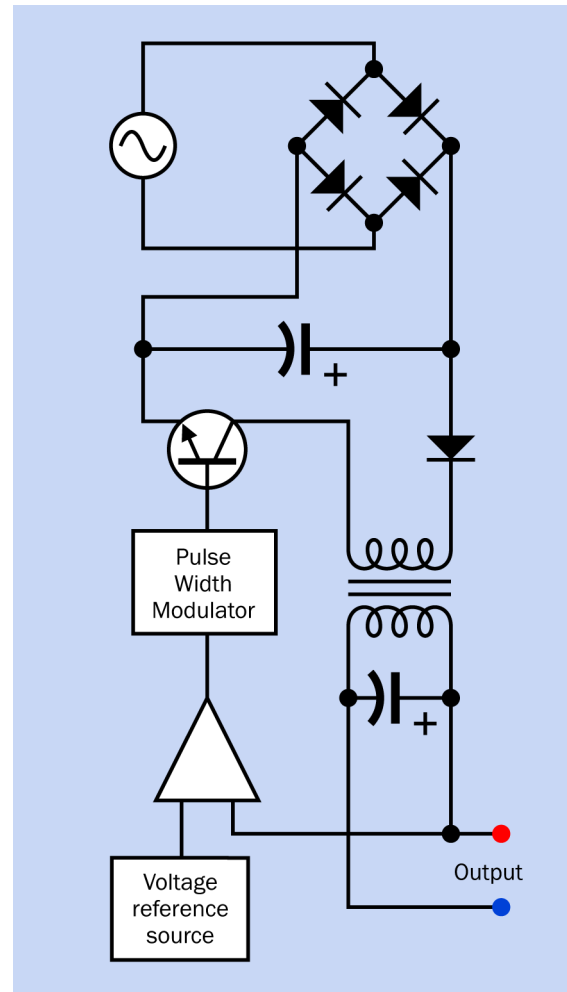 +
Pulse
Width
Modulator
+
Output
Voltage
reference
source